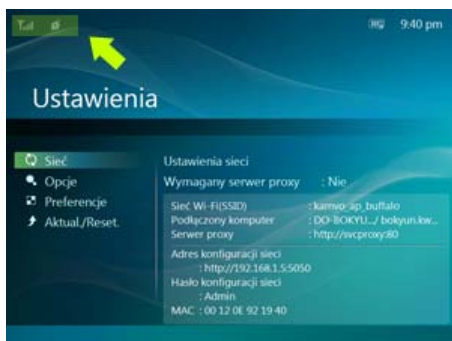 9:40 pm
Ustawienia
Sieć
Opcje
Preferencje
Aktual./Reset.
Ustawienia sieci
Wymagany serwer proxy : Nie
Sieć Wi-Fi(SSID) : kamvo_ap_buffalo
Podłączony komputer : DO-BOKYU.../ bokyun.kw...
Serwer proxy : http://svcproxy:80
Adres konfiguracji sieci
: http://192.168.1.5:5050
Hasło konfiguracji sieci
: Admin
MAC : 00 12 0E 92 19 40